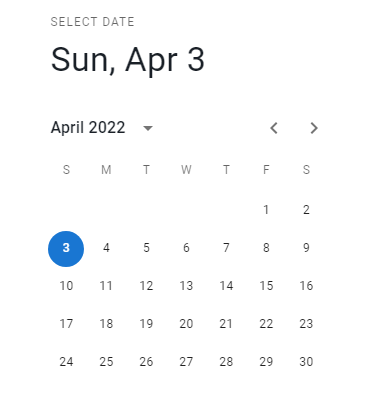 SELECT DATE
Sun, Apr 3
April 2022
S M T W T F S
1 2
3 4 5 6 7 8 9
10 11 12 13 14 15 16
17 18 19 20 21 22 23
24 25 26 27 28 29 30